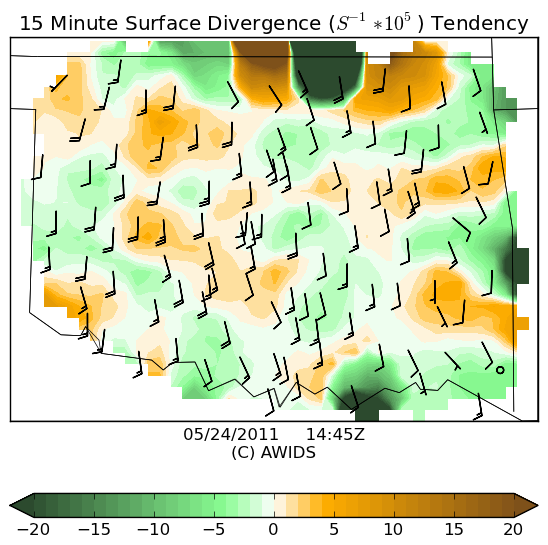 15 Minute Surface Divergence (S⁻¹ *10⁵ ) Tendency
05/24/2011 14:45Z
(C) AWIDS
−20 −15 −10 −5 0 5 10 15 20